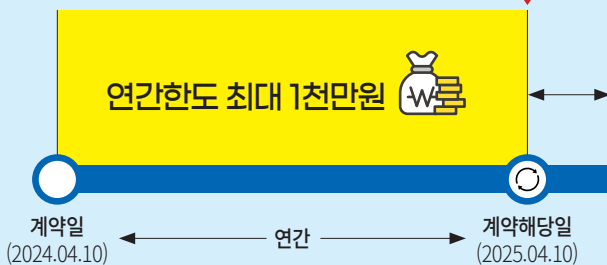 연간한도 최대 1천만원
계약일
(2024.04.10)
연간
계약해당일
(2025.04.10)